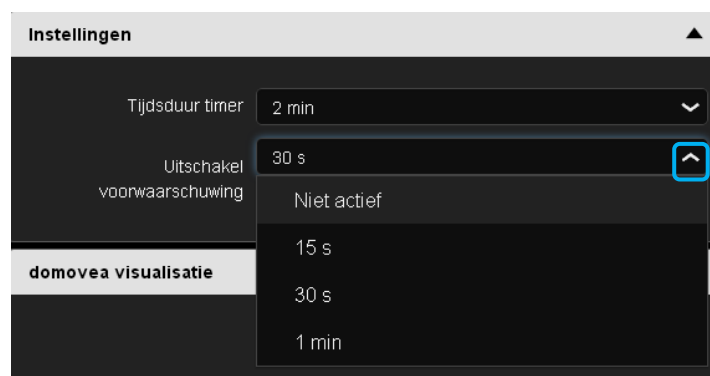 Instellingen
Tijdsduur timer 2 min
Uitschakel voorwaarschuwing 30 s
Niet actief
15 s
domovea visualisatie
30 s
1 min